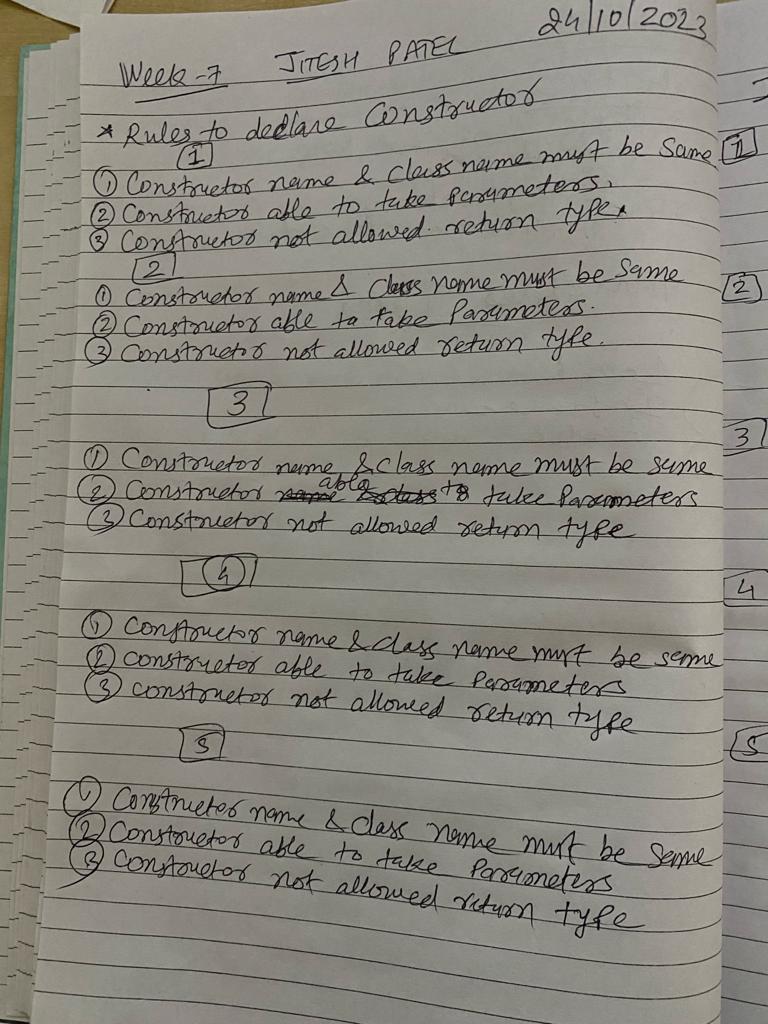 24/10/2023
Week-7 JITESH PATEL
* Rules to declare Constructor
1
① Constructor name & class name must be same
② Constructor able to take parameters.
③ Constructor not allowed return type.
2
① Constructor name & class name must be same
② Constructor able to take Parameters.
③ Constructor not allowed return type.
3
① Constructor name & class name must be same
② Constructor able to take Parameters
③ Constructor not allowed return type
4
① Constructor name & class name must be same
② Constructor able to take Parameters
③ Constructor not allowed return type
5
① Constructor name & class name must be same
② Constructor able to take Parameters
③ Constructor not allowed return type
1
2
3
4
5